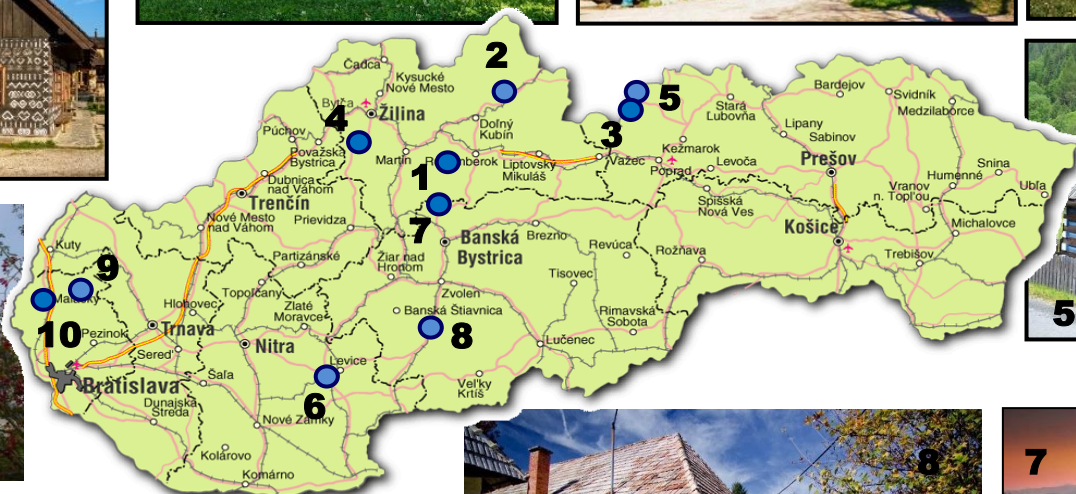 2
Čadca
Kysucké
Nové Mesto
Bytča
Žilina
4
Púchov
Považská
Bystrica
Martin
Dolný
Kubín
Liptovský
Mikuláš
1
5
3
Važec
Stará
Ľubovňa
Kežmarok
Poprad
Levoča
Spišská
Nová Ves
Bardejov
Svidník
Medzilaborce
Lipany
Sabinov
Prešov
Humenné
Snina
Vranov
n. Topľou
Ubľa
Michalovce
Košice
Trebišov
Dubnica
nad Váhom
Trenčín
Nové Mesto
nad Váhom
Prievidza
7
Banská
Bystrica
Brezno
Revúca
Rožňava
Tisovec
Kuty
9
Partizánske
Žiar nad
Hronom
Topoľčany
Zvolen
Malacky
Hlohovec
Zlaté
Moravce
Banská Štiavnica
8
Rimavská
Sobota
10
Pezinok
Trnava
Sereď
Nitra
Lučenec
Levice
Bratislava
Šaľa
6
Veľký
Krtíš
Dunajská
Streda
Nové Zámky
Kolárovo
Komárno
5
8
7